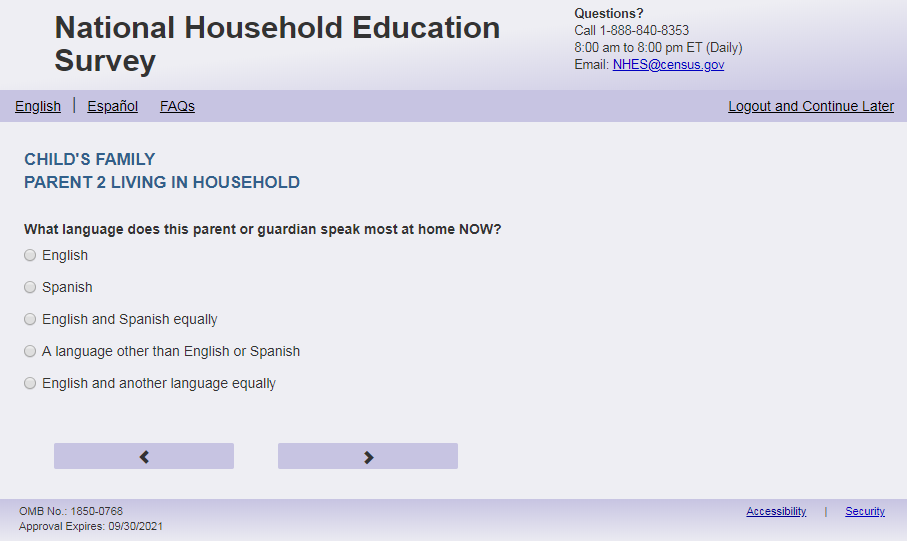 National Household Education
Survey
Questions?
Call 1-888-840-8353
8:00 am to 8:00 pm ET (Daily)
Email: NHES@census.gov
English | Español FAQs Logout and Continue Later
CHILD'S FAMILY
PARENT 2 LIVING IN HOUSEHOLD
What language does this parent or guardian speak most at home NOW?
English
Spanish
English and Spanish equally
A language other than English or Spanish
English and another language equally
OMB No.: 1850-0768
Approval Expires: 09/30/2021
Accessibility | Security